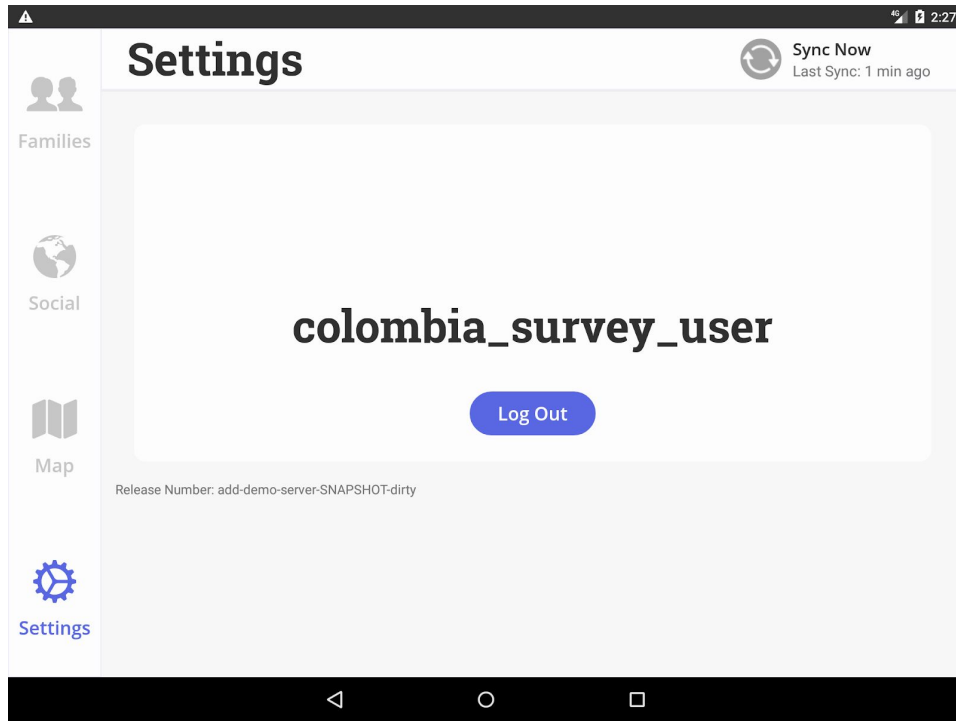 4G 2:27
Settings
Sync Now
Last Sync: 1 min ago
Families
Social
Map
Settings
colombia_survey_user
Log Out
Release Number: add-demo-server-SNAPSHOT-dirty